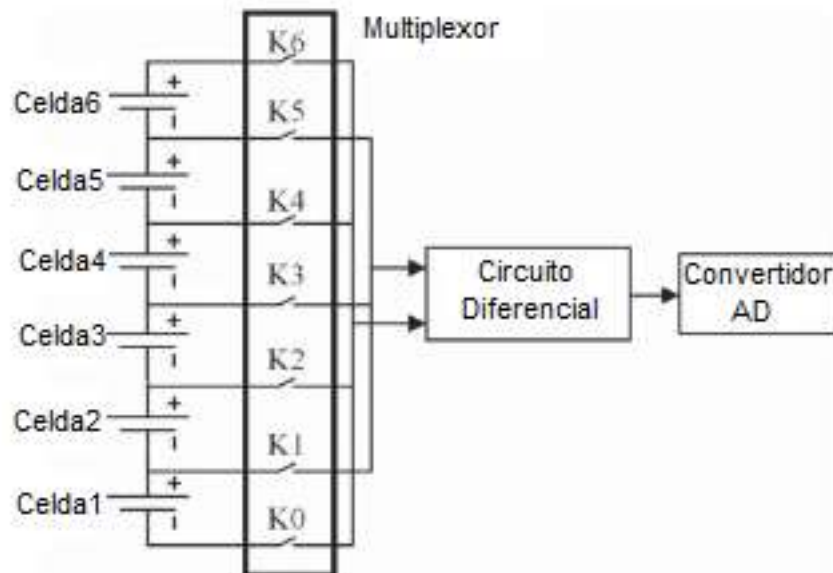 Multiplexor
K6
Celda6
K5
Celda5
K4
Celda4
K3
Circuito
Diferencial
Convertidor
AD
Celda3
K2
Celda2
K1
Celda1
K0